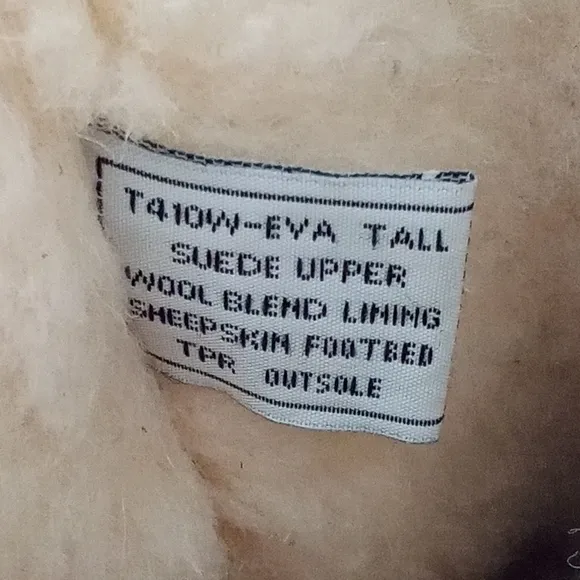 T410W-EVA TALL
SUEDE UPPER
WOOL BLEND LINING
SHEEPSKIN FOOTBED
TPR OUTSOLE